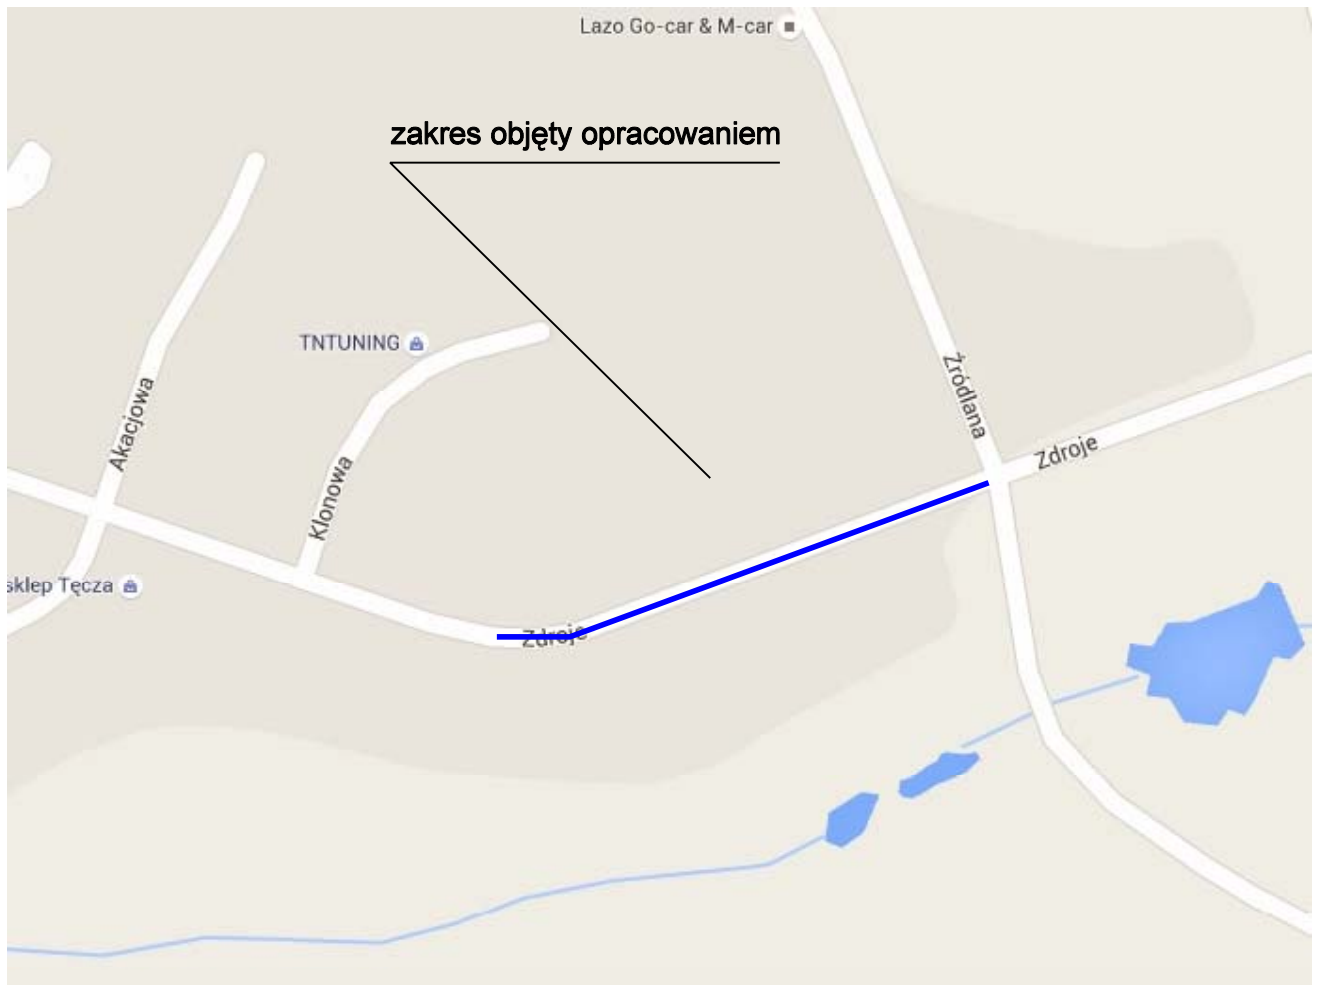 Lazo Go-car & M-car
zakres objęty opracowaniem
TNTUNING
Źródlana
Akacjowa
Zdroje
Klonowa
sklep Tęcza
Zdroje